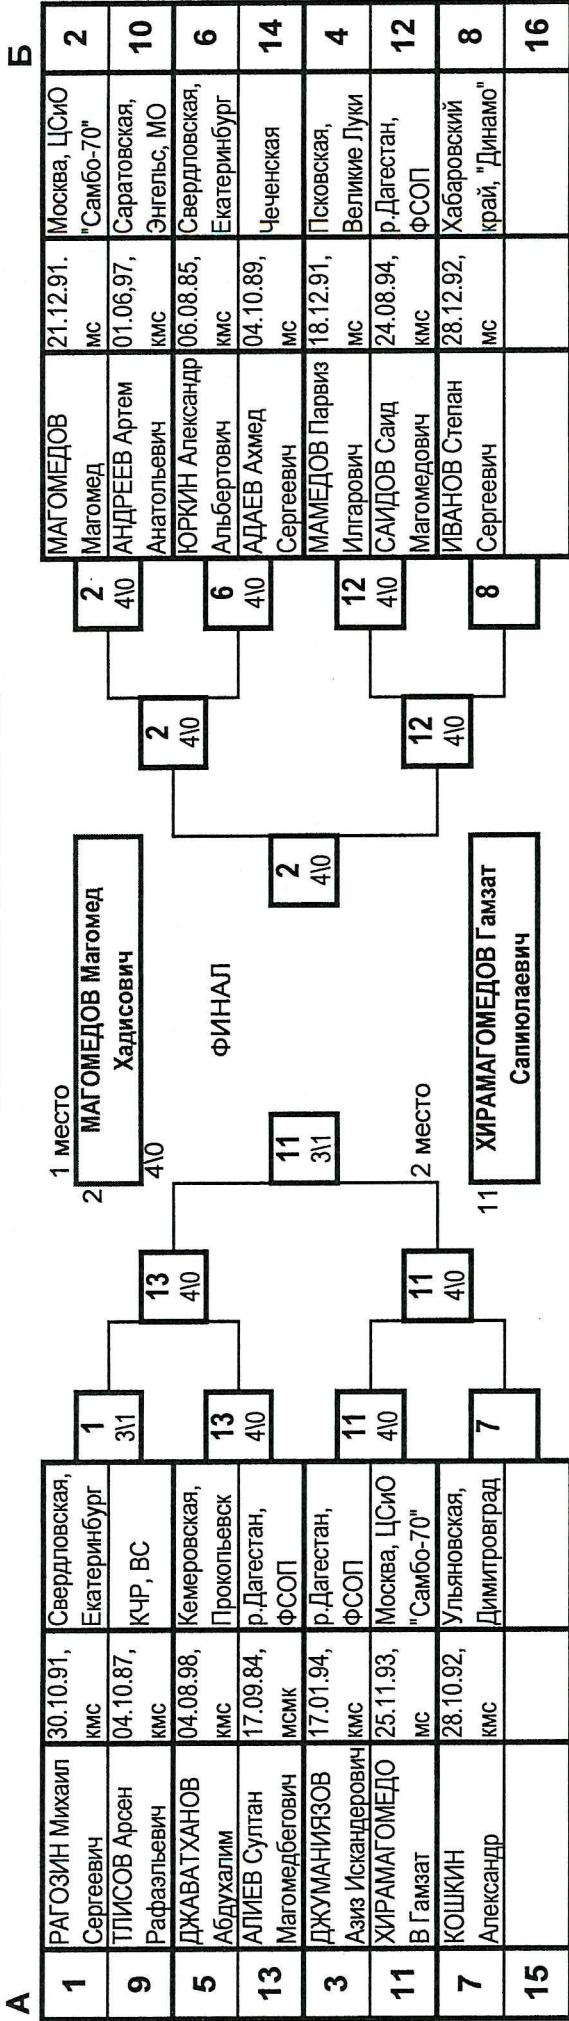 А
1
РАГОЗИН Михаил
Сергеевич
30.10.91,
кмс
Свердловская,
Екатеринбург
9
ТЛИСОВ Арсен
Рафаэльевич
04.10.87,
кмс
КЧР, ВС
5
ДЖАВАТХАНОВ
Абдухалим
04.08.98,
кмс
Кемеровская,
Прокопьевск
13
АЛИЕВ Султан
Магомедбегович
17.09.84,
мсмк
р.Дагестан,
ФСОП
3
ДЖУМАНИЯЗОВ
Азиз Искандерович
17.01.94,
кмс
р.Дагестан,
ФСОП
11
ХИРАМАГОМЕДО
В Гамзат
25.11.93,
мс
Москва, ЦСиО
"Самбо-70"
7
КОШКИН
Александр
28.10.92,
кмс
Ульяновская,
Димитровград
15
1
3\1
13
4\0
11
4\0
7
13
4\0
11
4\0
11
3\1
1 место
2
МАГОМЕДОВ Магомед
Хадисович
4\0
ФИНАЛ
2 место
11
ХИРАМАГОМЕДОВ Гамзат
Сапиюлаевич
2
4\0
2
4\0
12
4\0
2
4\0
6
4\0
12
4\0
8
Б
МАГОМЕДОВ
Магомед
21.12.91.
мс
Москва, ЦСиО
"Самбо-70"
2
АНДРЕЕВ Артем
Анатольевич
01.06,97,
кмс
Саратовская,
Энгельс, МО
10
ЮРКИН Александр
Альбертович
06.08.85,
кмс
Свердловская,
Екатеринбург
6
АДАЕВ Ахмед
Сергеевич
04.10.89,
мс
Чеченская
14
МАМЕДОВ Парвиз
Илгарович
18.12.91,
мс
Псковская,
Великие Луки
4
САИДОВ Саид
Магомедович
24.08.94,
кмс
р.Дагестан,
ФСОП
12
ИВАНОВ Степан
Сергеевич
28.12.92,
мс
Хабаровский
край, "Динамо"
8
16